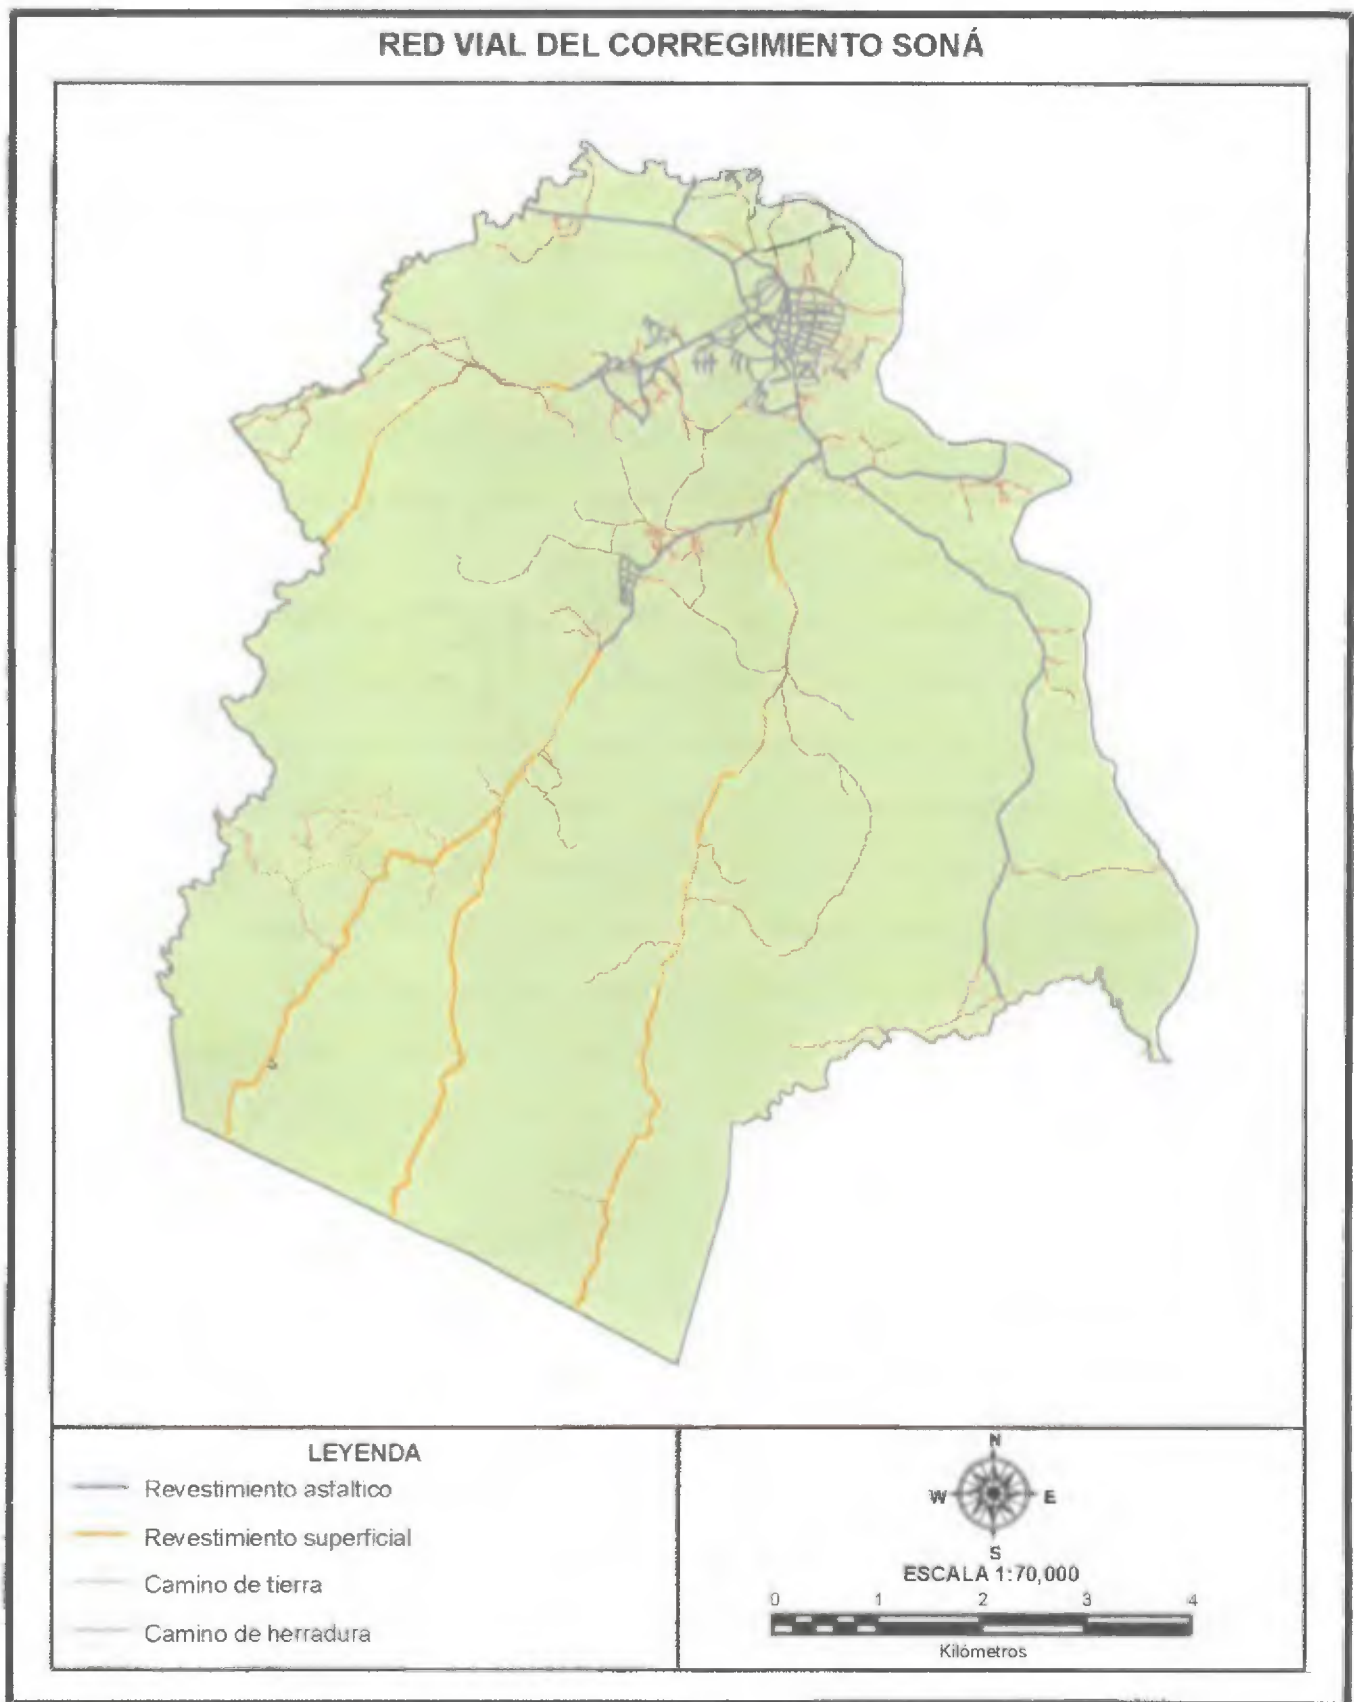 RED VIAL DEL CORREGIMIENTO SONÁ
LEYENDA
Revestimiento asfaltico
Revestimiento superficial
Camino de tierra
Camino de herradura
N
W E
S
ESCALA 1:70,000
0 1 2 3 4
Kilómetros